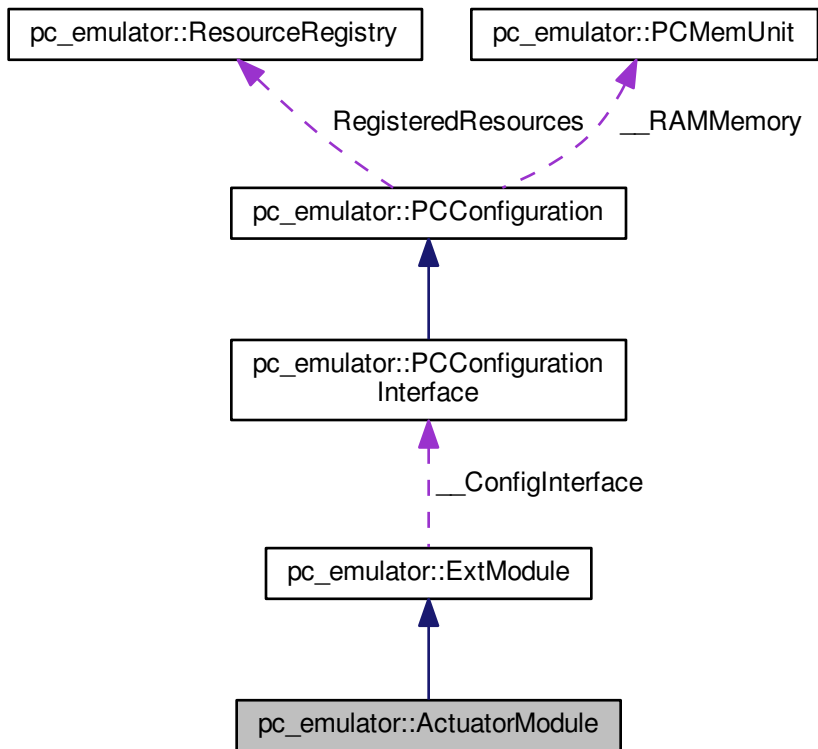 pc_emulator::ResourceRegistry
pc_emulator::PCMemUnit
RegisteredResources
__RAMMemory
pc_emulator::PCConfiguration
pc_emulator::PCConfiguration
Interface
__ConfigInterface
pc_emulator::ExtModule
pc_emulator::ActuatorModule